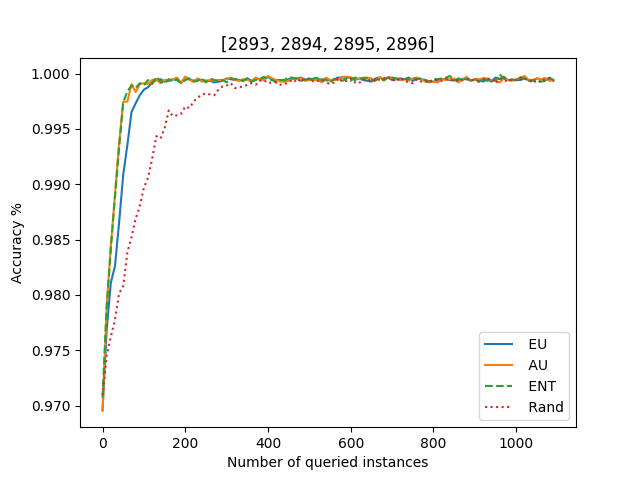 [2893, 2894, 2895, 2896]
1.000
0.995
0.990
0.985
0.980
0.975
0.970
Accuracy %
EU
AU
ENT
Rand
0 200 400 600 800 1000
Number of queried instances